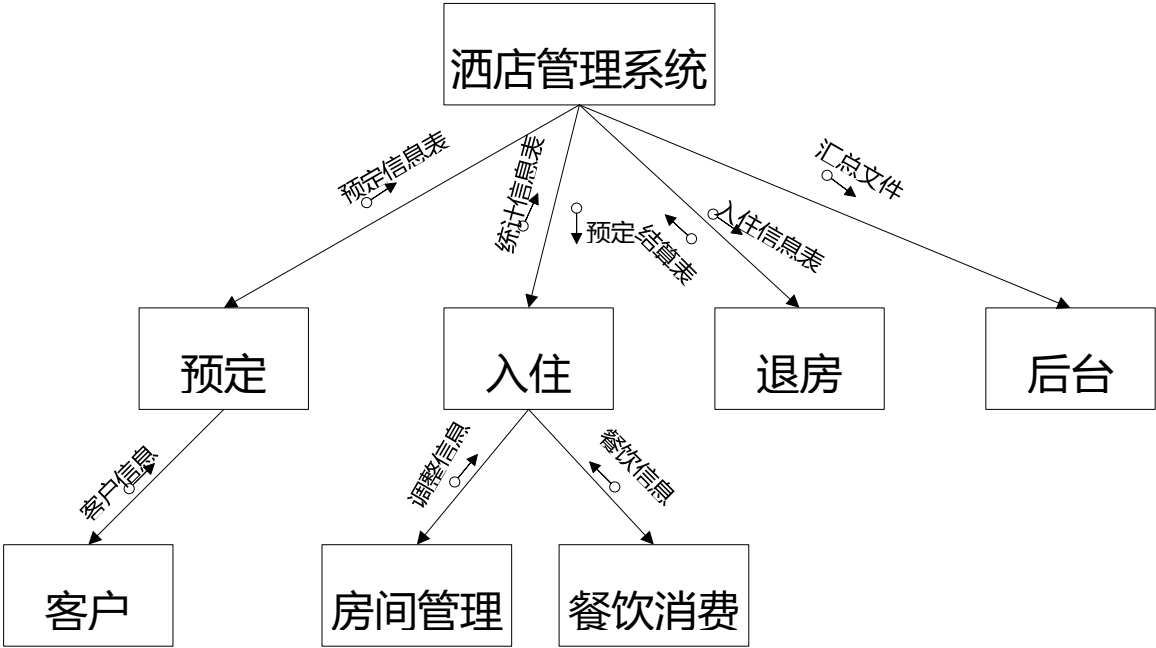 洒店管理系统
预定信息表
统计信息表
预定
结算表
入住信息表
汇总文件
预定
入住
退房
后台
客户信息
调整信息
餐饮信息
客户
房间管理
餐饮消费